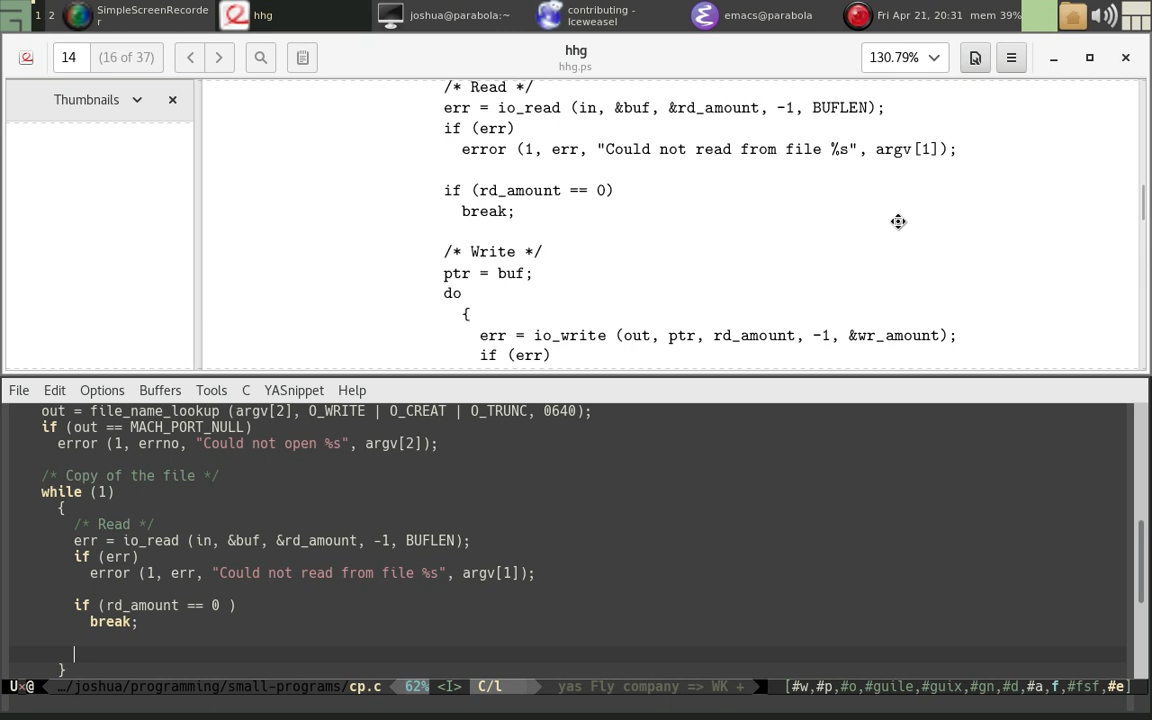 1 2 SimpleScreenRecorde
r
hhg
joshua@parabola:~
contributing -
Iceweasel
emacs@parabola
Fri Apr 21, 20:31 mem 39%
14 (16 of 37)
hhg
hhg.ps
130.79%
Thumbnails
/* Read */
err = io_read (in, &buf, &rd_amount, -1, BUFLEN);
if (err)
error (1, err, "Could not read from file %s", argv[1]);
if (rd_amount == 0)
break;
/* Write */
ptr = buf;
do
{
err = io_write (out, ptr, rd_amount, -1, &wr_amount);
if (err)
File Edit Options Buffers Tools C YASnippet Help
out = file_name_lookup (argv[2], O_WRITE | O_CREAT | O_TRUNC, 0640);
if (out == MACH_PORT_NULL)
error (1, errno, "Could not open %s", argv[2]);
/* Copy of the file */
while (1)
{
/* Read */
err = io_read (in, &buf, &rd_amount, -1, BUFLEN);
if (err)
error (1, err, "Could not read from file %s", argv[1]);
if (rd_amount == 0 )
break;
}
U×@ …/joshua/programming/small-programs/cp.c 62% <I> C/l yas Fly company => WK + [#w,#p,#o,#guile,#guix,#gn,#d,#a,f,#fsf,#e]